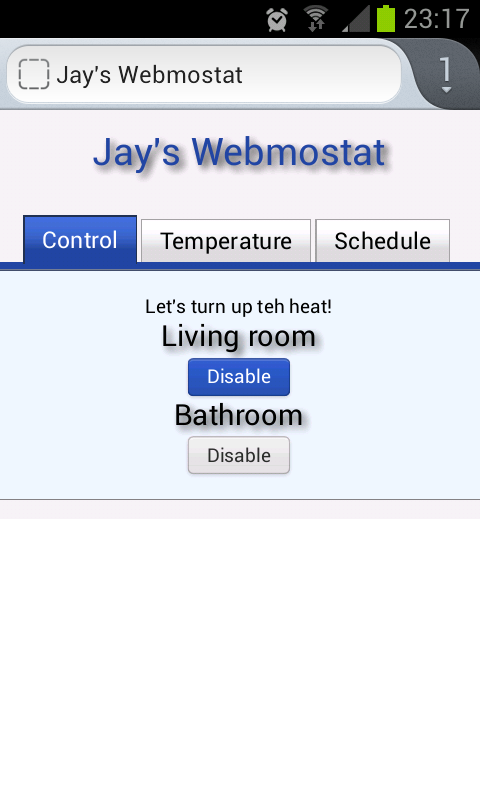 23:17
Jay's Webmostat
1
Jay's Webmostat
Control Temperature Schedule
Let's turn up teh heat!
Living room
Disable
Bathroom
Disable